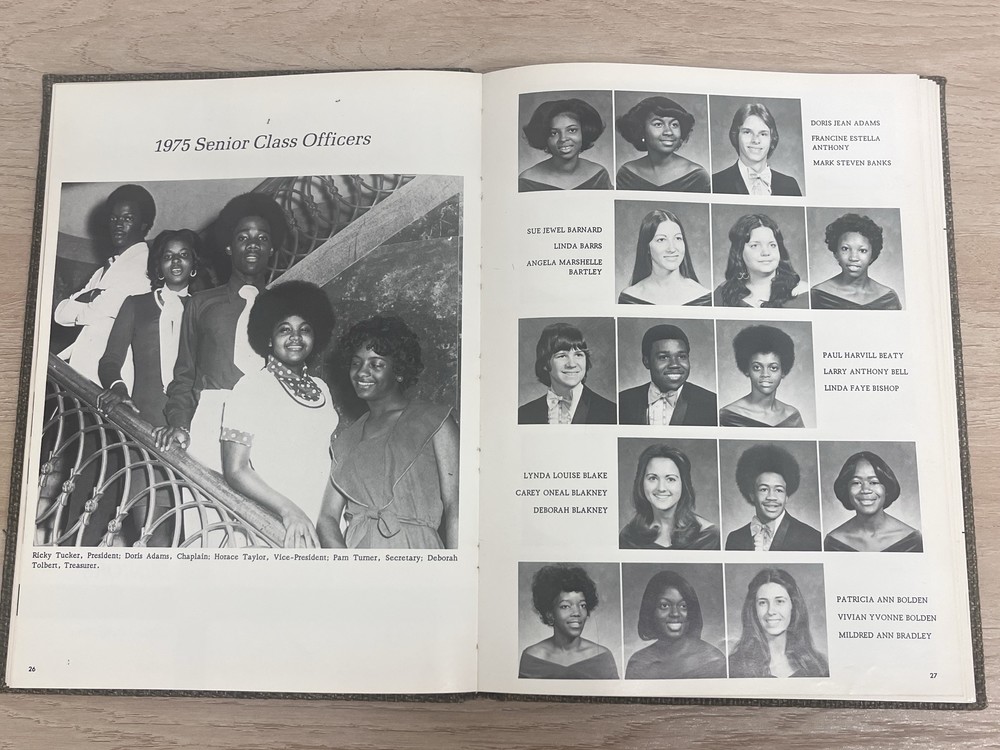 1975 Senior Class Officers
Ricky Tucker, President; Doris Adams, Chaplain; Horace Taylor, Vice-President; Pam Turner, Secretary; Deborah
Tolbert, Treasurer.
26
DORIS JEAN ADAMS
FRANCINE ESTELLA
ANTHONY
MARK STEVEN BANKS
SUE JEWEL BARNARD
LINDA BARRS
ANGELA MARSHELLE
BARTLEY
PAUL HARVILL BEATY
LARRY ANTHONY BELL
LINDA FAYE BISHOP
LYNDA LOUISE BLAKE
CAREY ONEAL BLAKNEY
DEBORAH BLAKNEY
PATRICIA ANN BOLDEN
VIVIAN YVONNE BOLDEN
MILDRED ANN BRADLEY
27